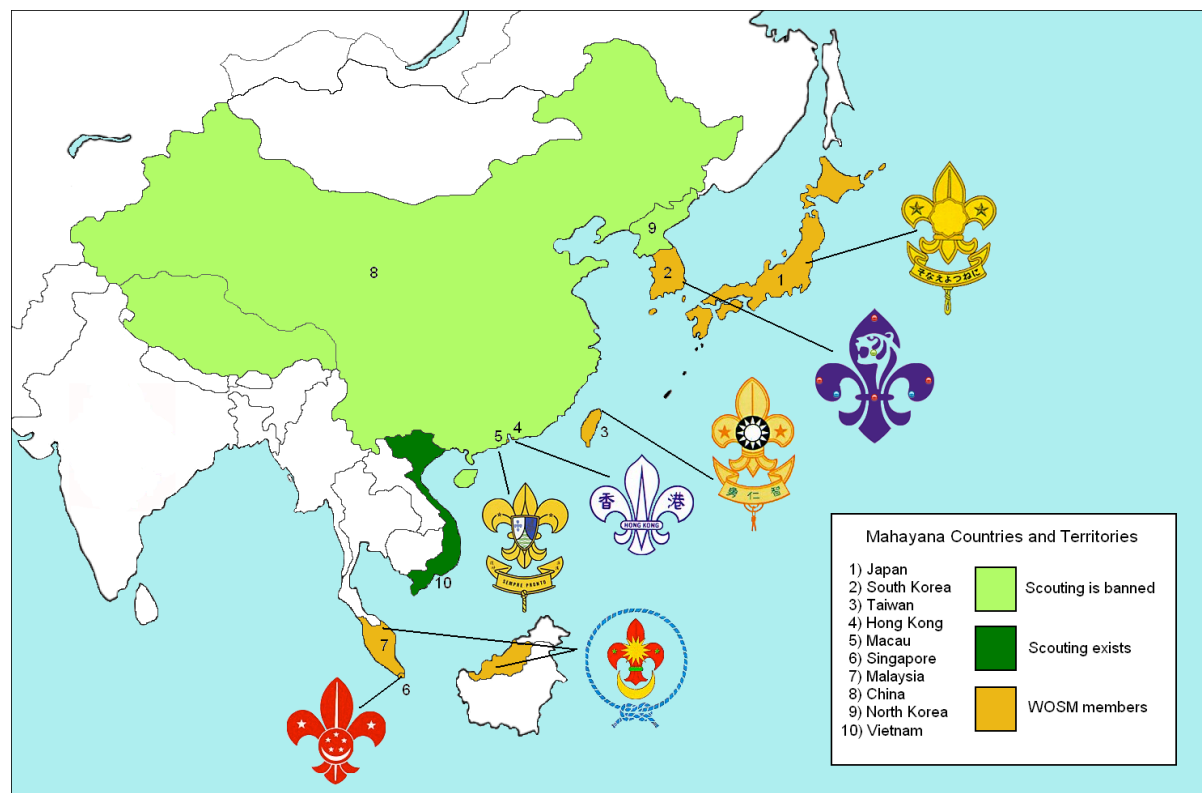 9
8
2
1
そなえよつねに
5
4
3
香 港
HONG KONG
勇 仁 智
SEMPRE PRONTO
10
7
6
Mahayana Countries and Territories
1) Japan
2) South Korea
3) Taiwan
4) Hong Kong
5) Macau
6) Singapore
7) Malaysia
8) China
9) North Korea
10) Vietnam
Scouting is banned
Scouting exists
WOSM members